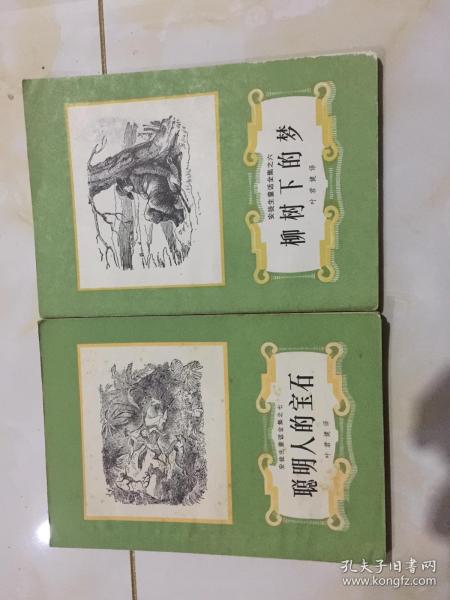 安徒生童话全集之六
柳树下的梦
叶君健译
安徒生童话全集之七
聪明人的宝石
叶君健译
孔夫子旧书网
www.kongfz.com